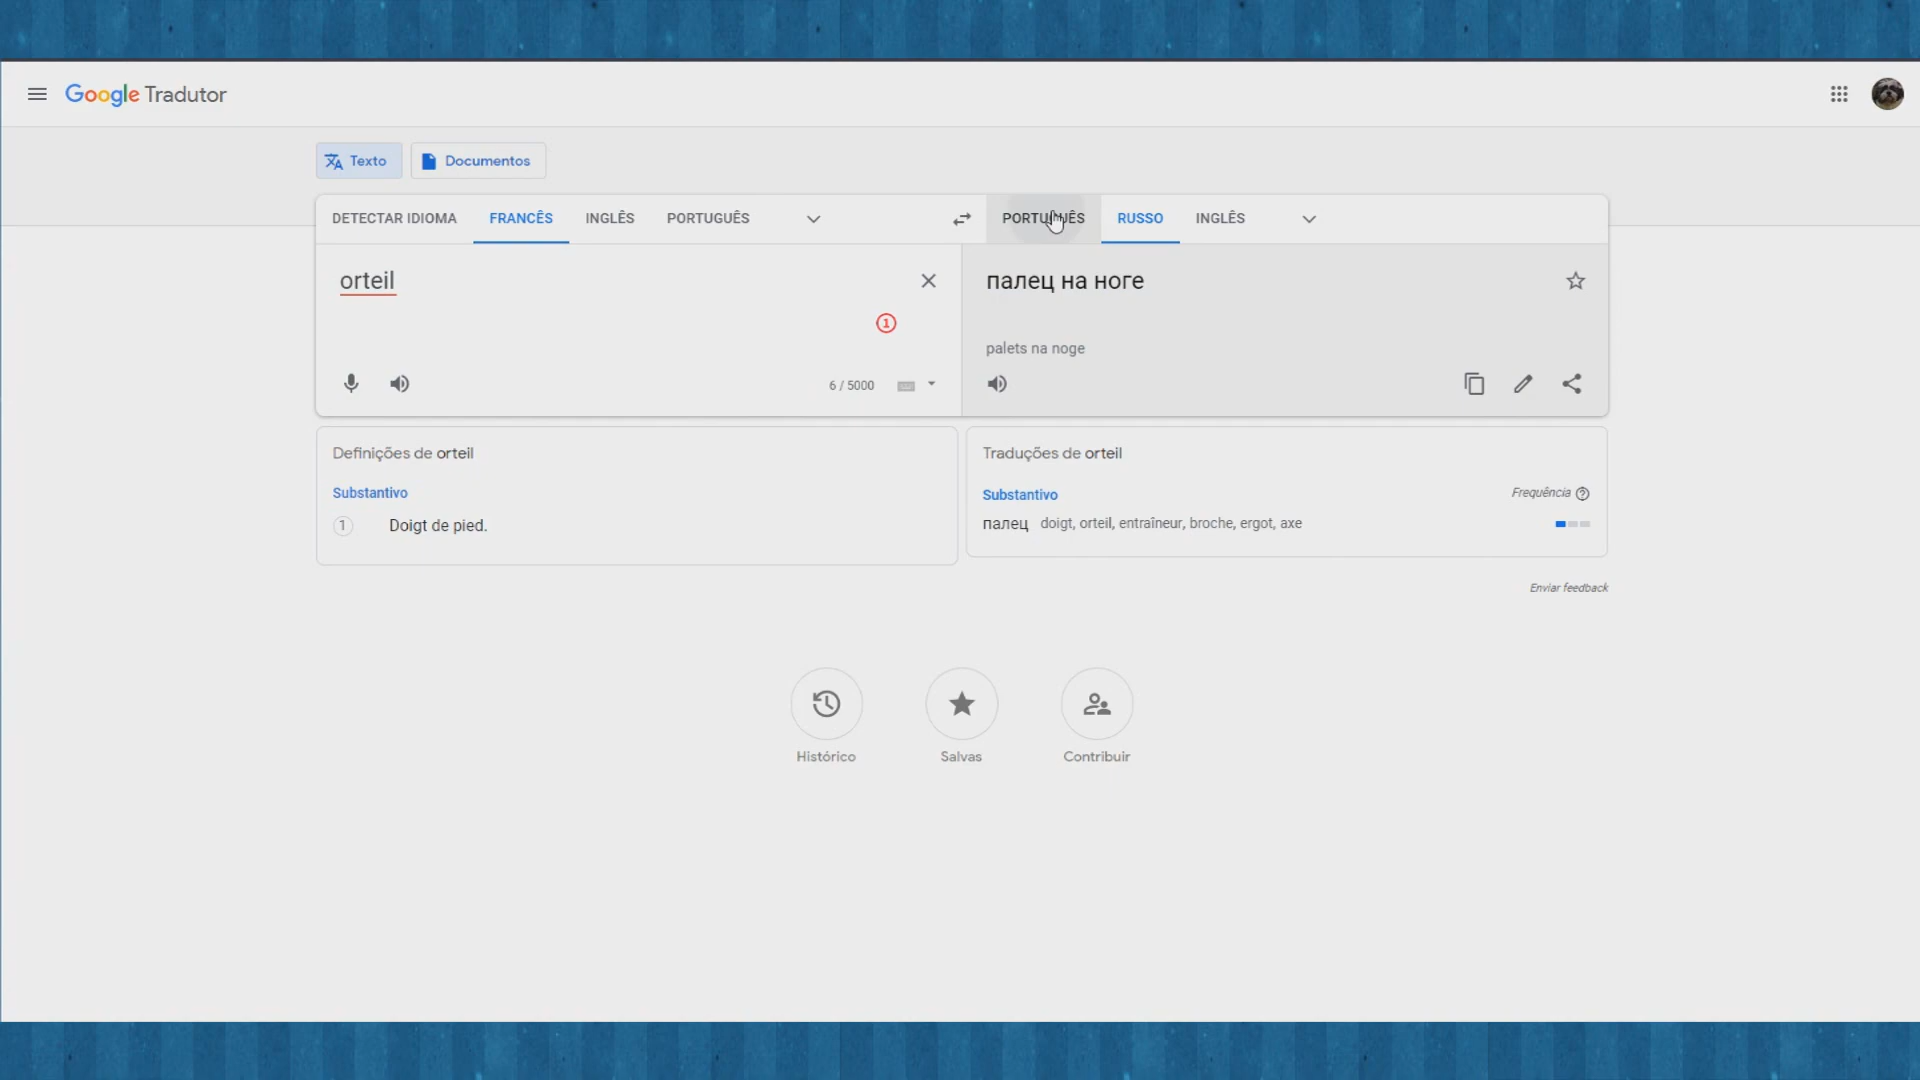 Google Tradutor
Texto
Documentos
DETECTAR IDIOMA FRANCÊS INGLÊS PORTUGUÊS
PORTUGUÊS RUSSO INGLÊS
orteil
1
6 / 5000
палец на ноге
palets na noge
Definições de orteil
Substantivo
1 Doigt de pied.
Traduções de orteil
Substantivo Frequência
палец doigt, orteil, entraîneur, broche, ergot, axe
Enviar feedback
Histórico Salvas Contribuir